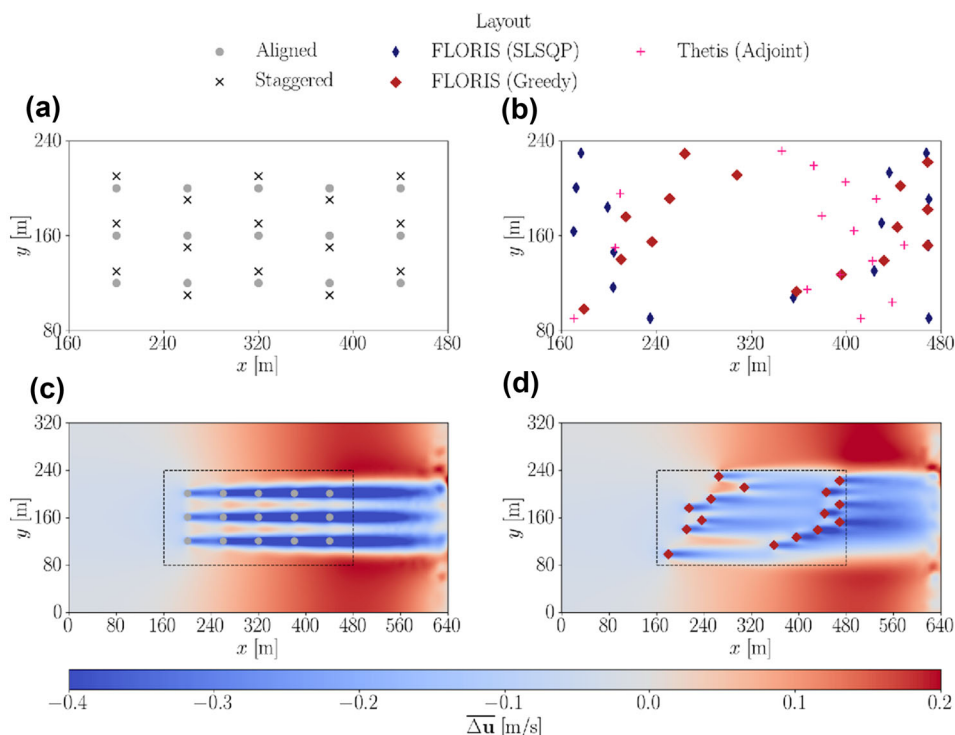 Layout
Aligned
FLORIS (SLSQP)
Thetis (Adjoint)
Staggered
FLORIS (Greedy)
(a)
(b)
240
160
80
y [m]
160 240 320 400 480
x [m]
240
160
80
y [m]
160 240 320 400 480
x [m]
(c)
(d)
320
240
160
80
0
y [m]
0 80 160 240 320 400 480 560 640
x [m]
320
240
160
80
0
y [m]
0 80 160 240 320 400 480 560 640
x [m]
−0.4 −0.3 −0.2 −0.1 0.0 0.1 0.2
Δu [m/s]